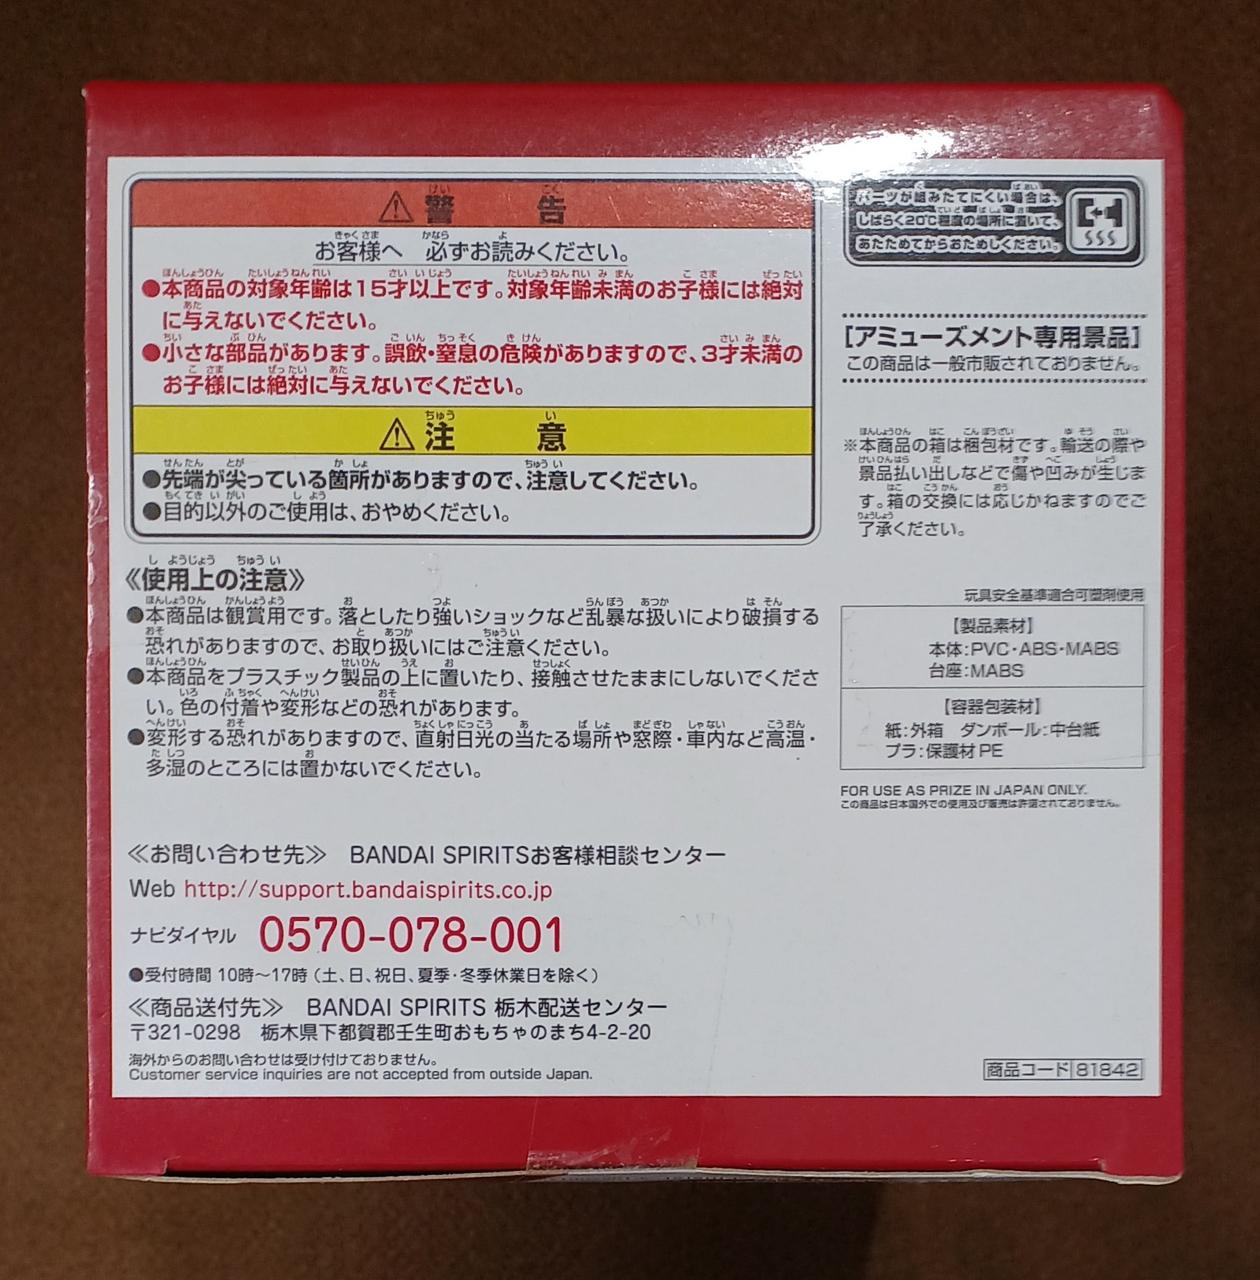 ⚠警告
お客様へ 必ずお読みください。
●本商品の対象年齢は15才以上です。対象年齢未満のお子様には絶対
に与えないでください。
●小さな部品があります。誤飲・窒息の危険がありますので、3才未満の
お子様には絶対に与えないでください。
⚠注意
●先端が尖っている箇所がありますので、注意してください。
●目的以外のご使用は、おやめください。
《使用上の注意》
●本商品は観賞用です。落としたり強いショックなど乱暴な扱いにより破損する
恐れがありますので、お取り扱いにはご注意ください。
●本商品をプラスチック製品の上に置いたり、接触させたままにしないでくださ
い。色の付着や変形などの恐れがあります。
●変形する恐れがありますので、直射日光の当たる場所や窓際・車内など高温・
多湿のところには置かないでください。
≪お問い合わせ先≫ BANDAI SPIRITSお客様相談センター
Web http://support.bandaispirits.co.jp
ナビダイヤル 0570-078-001
●受付時間 10時〜17時(土、日、祝日、夏季・冬季休業日を除く)
≪商品送付先≫ BANDAI SPIRITS 栃木配送センター
〒321-0298 栃木県下都賀郡壬生町おもちゃのまち4-2-20
海外からのお問い合わせは受け付けておりません。
Customer service inquiries are not accepted from outside Japan.
パーツが組みたてにくい場合は、
しばらく20℃程度の場所に置いて、
あたためてからおためしください。
[アミューズメント専用景品]
この商品は一般市販されておりません。
※本商品の箱は梱包材です。輸送の際や
景品払い出しなどで傷や凹みが生じま
す。箱の交換には応じかねますのでご
了承ください。
玩具安全基準適合可塑剤使用
【製品素材】
本体:PVC・ABS・MABS
台座:MABS
【容器包装材】
紙:外箱 ダンボール:中台紙
プラ:保護材 PE
FOR USE AS PRIZE IN JAPAN ONLY.
この商品は日本国外での使用及び販売は許諾されておりません。
商品コード 81842